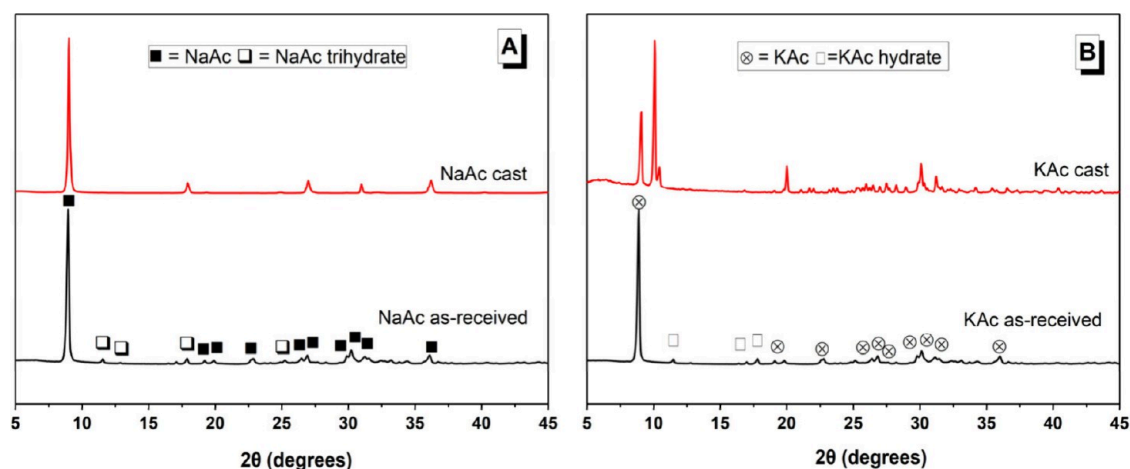 A
■ = NaAc ❏ = NaAc trihydrate
NaAc cast
NaAc as-received
5 10 15 20 25 30 35 40 45
2θ (degrees)
B
⊗ = KAc □ =KAc hydrate
KAc cast
KAc as-received
5 10 15 20 25 30 35 40 45
2θ (degrees)